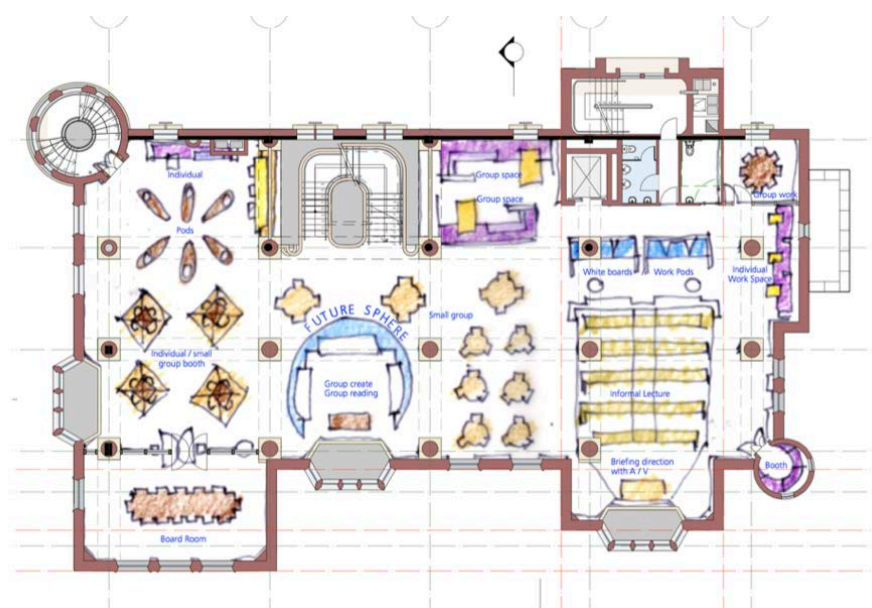 Individual
Pods
Individual / small
group booth
Board Room
FUTURE SPHERE
Group create
Group reading
Small group
Group space
Group space
White boards
Work Pods
Individual
Work Space
Group work
Informal Lecture
Briefing direction
with A / V
Booth